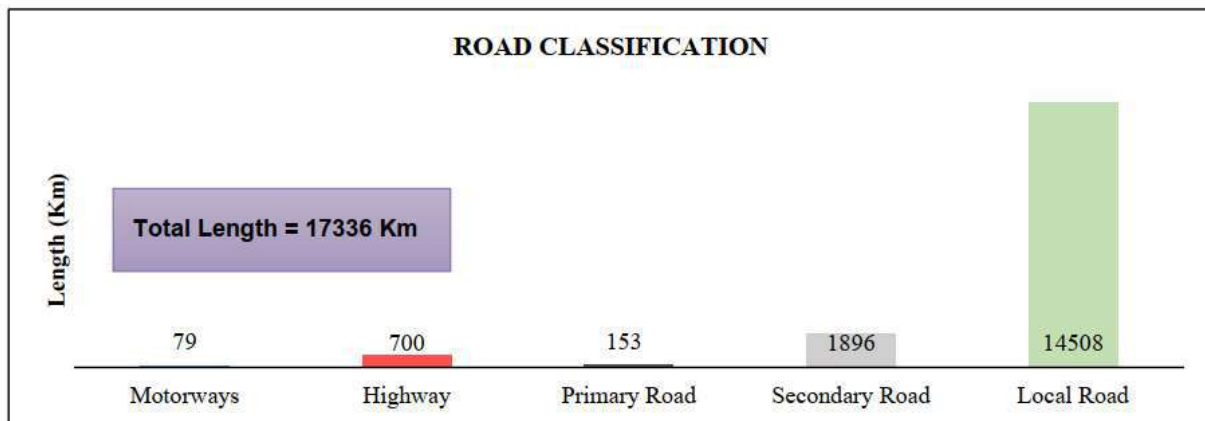 ROAD CLASSIFICATION
Length (Km)
Total Length = 17336 Km
79 700 153 1896 14508
Motorways Highway Primary Road Secondary Road Local Road